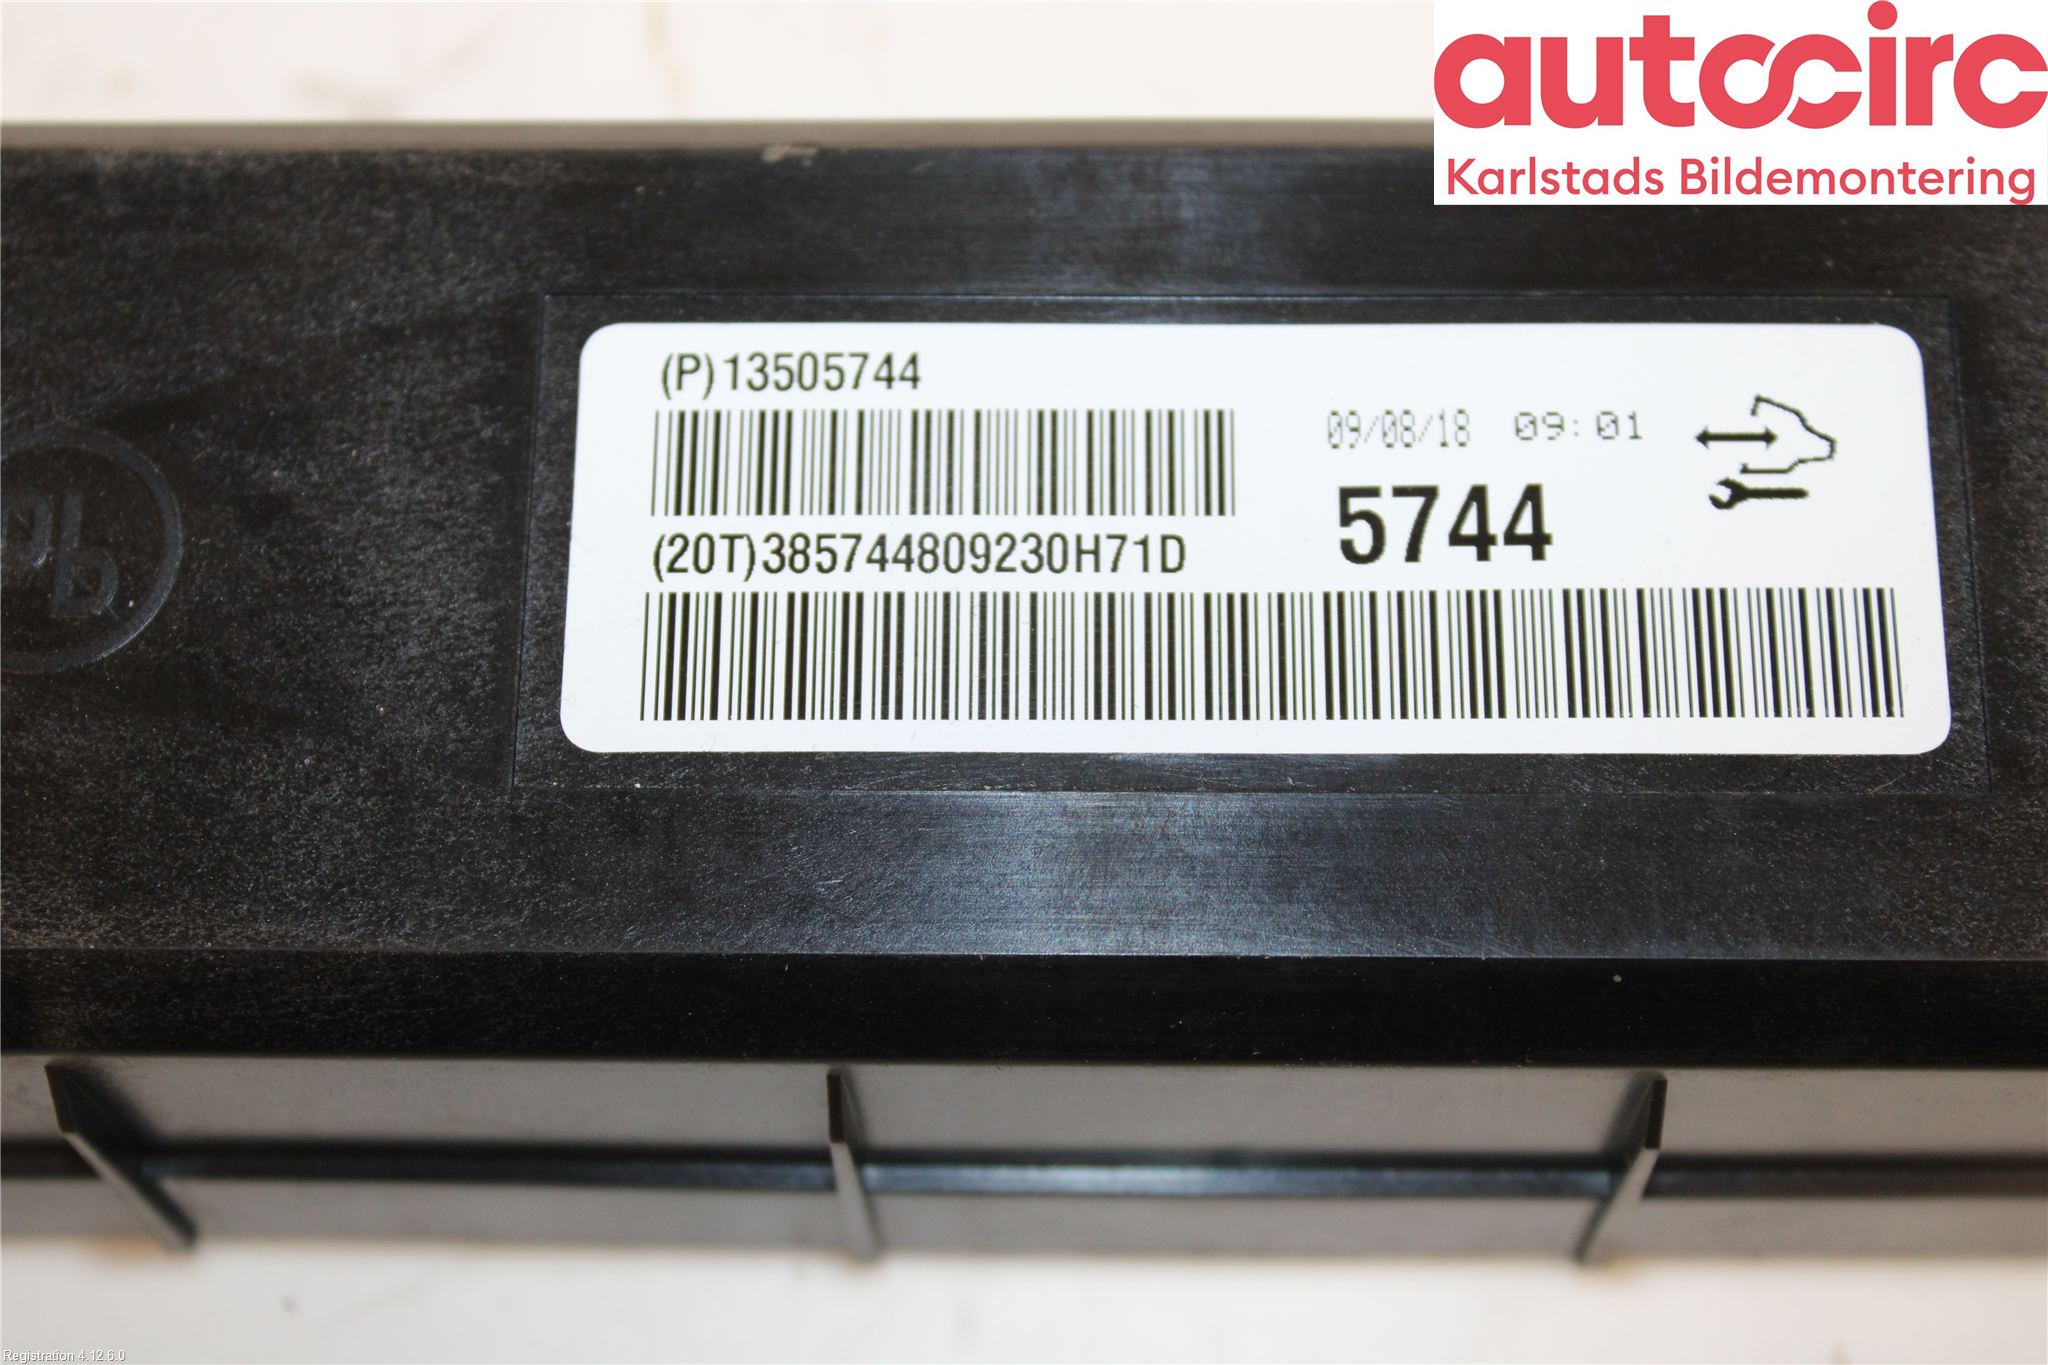 autocirc
Karlstads Bildemontering
(P)13505744
09/08/18 09:01
5744
(20T)385744809230H71D
Registration 4.12.6.0